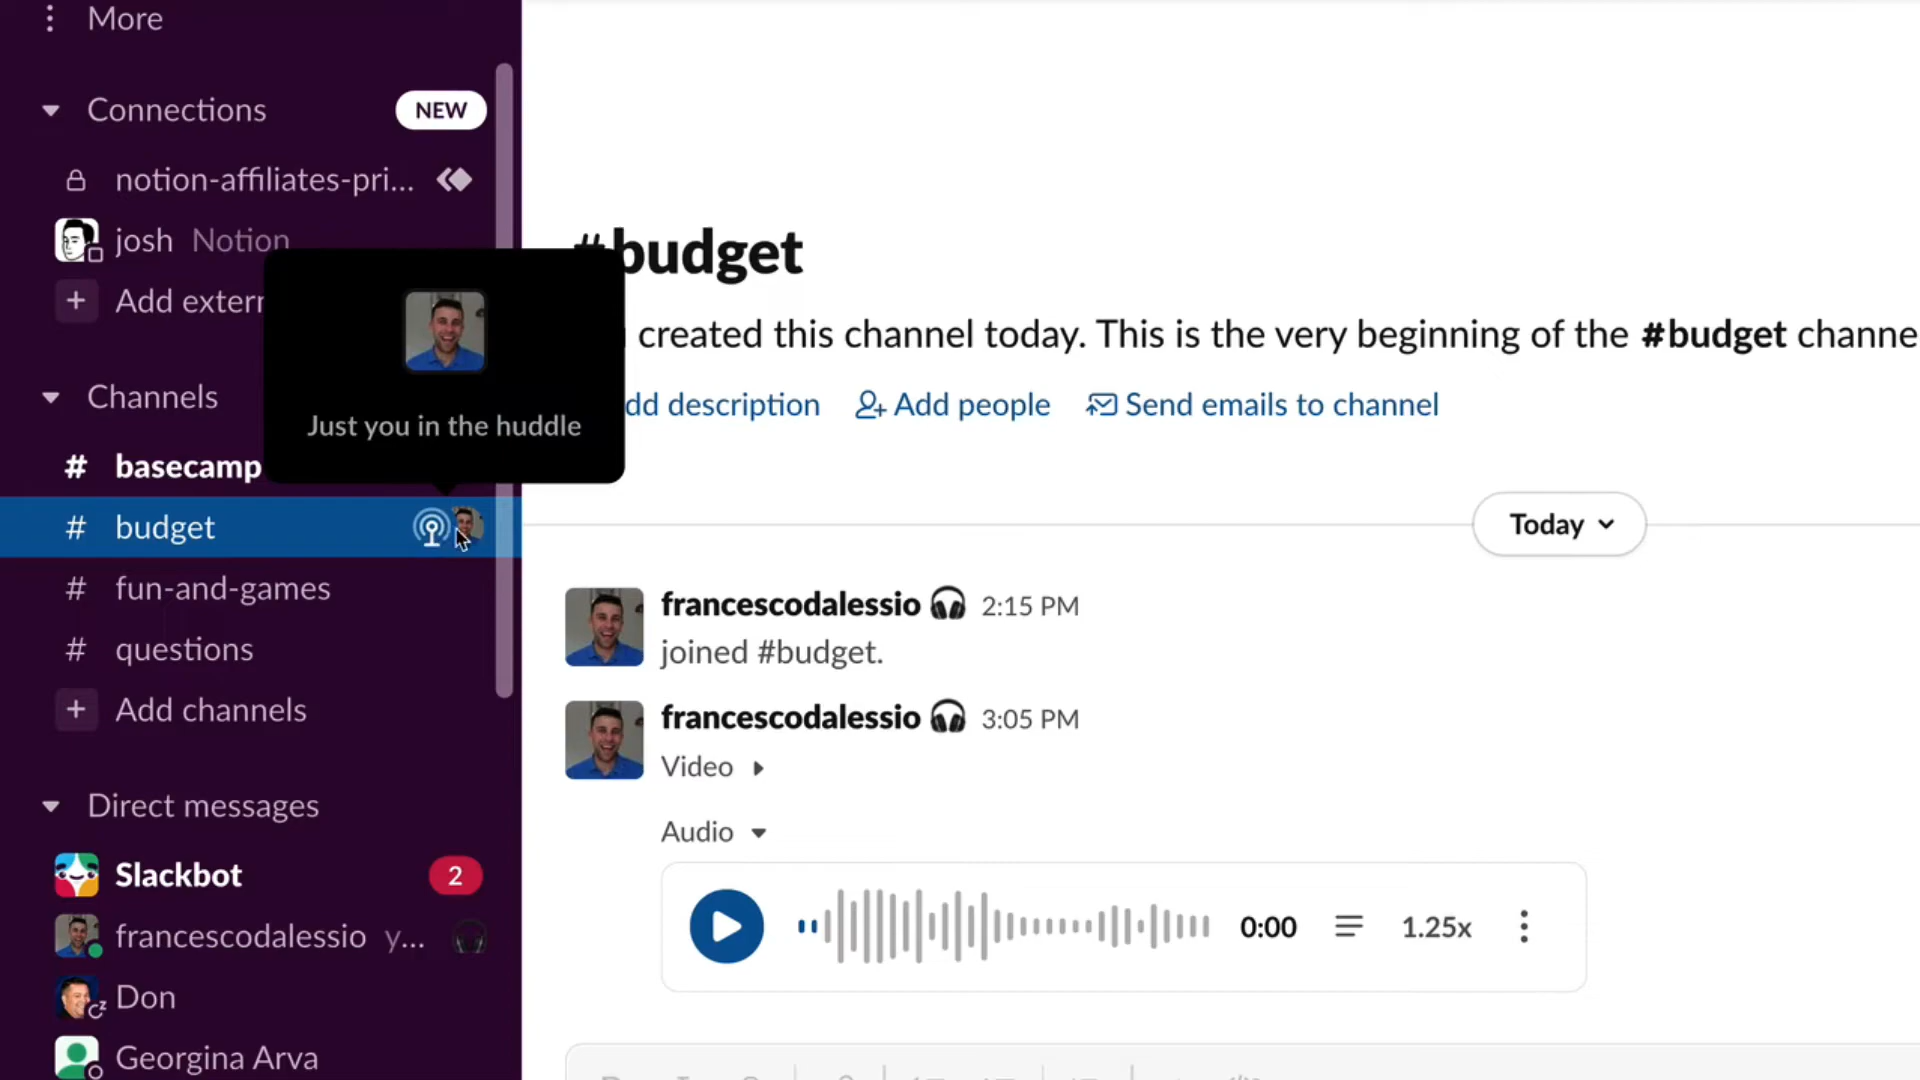 More
Connections
NEW
notion-affiliates-pri...
josh Notion
Add extern
Just you in the huddle
Channels
# basecamp
# budget
# fun-and-games
# questions
+ Add channels
Direct messages
Slackbot
2
francescodalessio y...
Don
Georgina Arva
#budget
created this channel today. This is the very beginning of the #budget channe
dd description
Add people
Send emails to channel
Today
francescodalessio 2:15 PM
joined #budget.
francescodalessio 3:05 PM
Video
Audio
0:00
1.25x